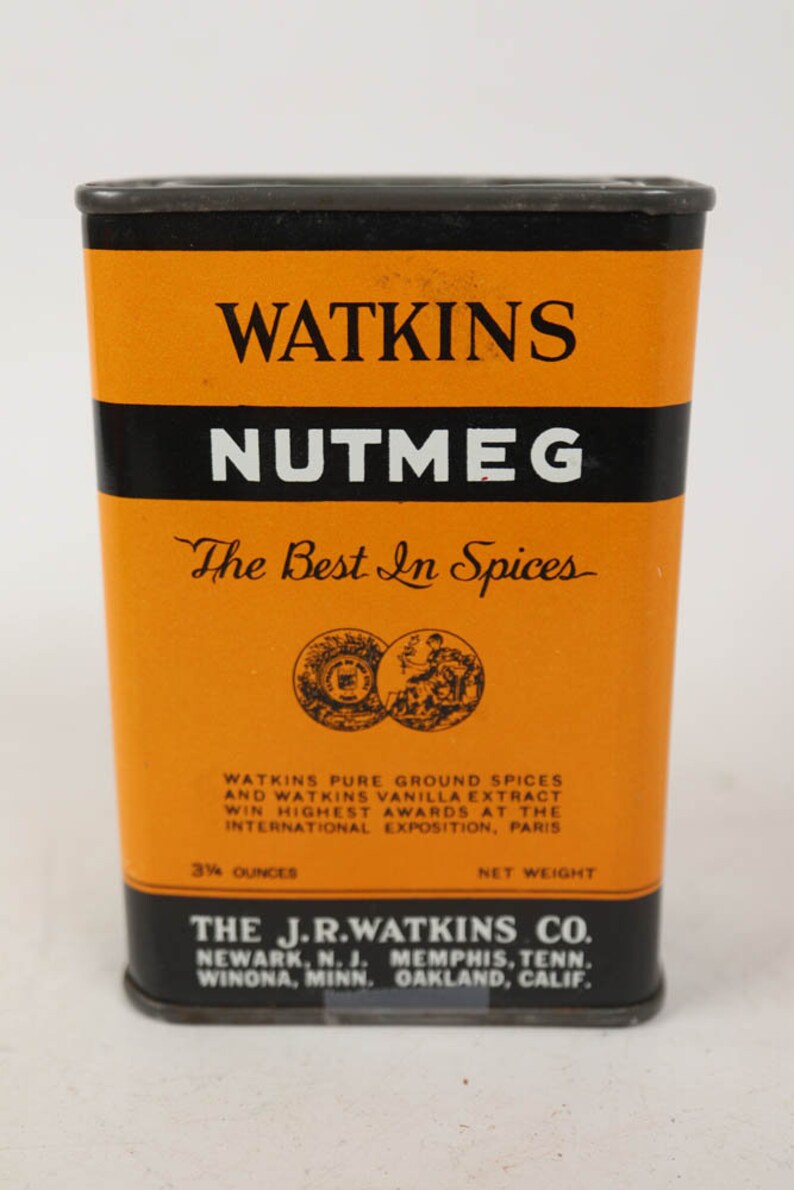 WATKINS
NUTMEG
The Best In Spices
WATKINS PURE GROUND SPICES
AND WATKINS VANILLA EXTRACT
WIN HIGHEST AWARDS AT THE
INTERNATIONAL EXPOSITION, PARIS
3¼ OUNCES NET WEIGHT
THE J.R.WATKINS CO.
NEWARK, N. J. MEMPHIS, TENN.
WINONA, MINN. OAKLAND, CALIF.